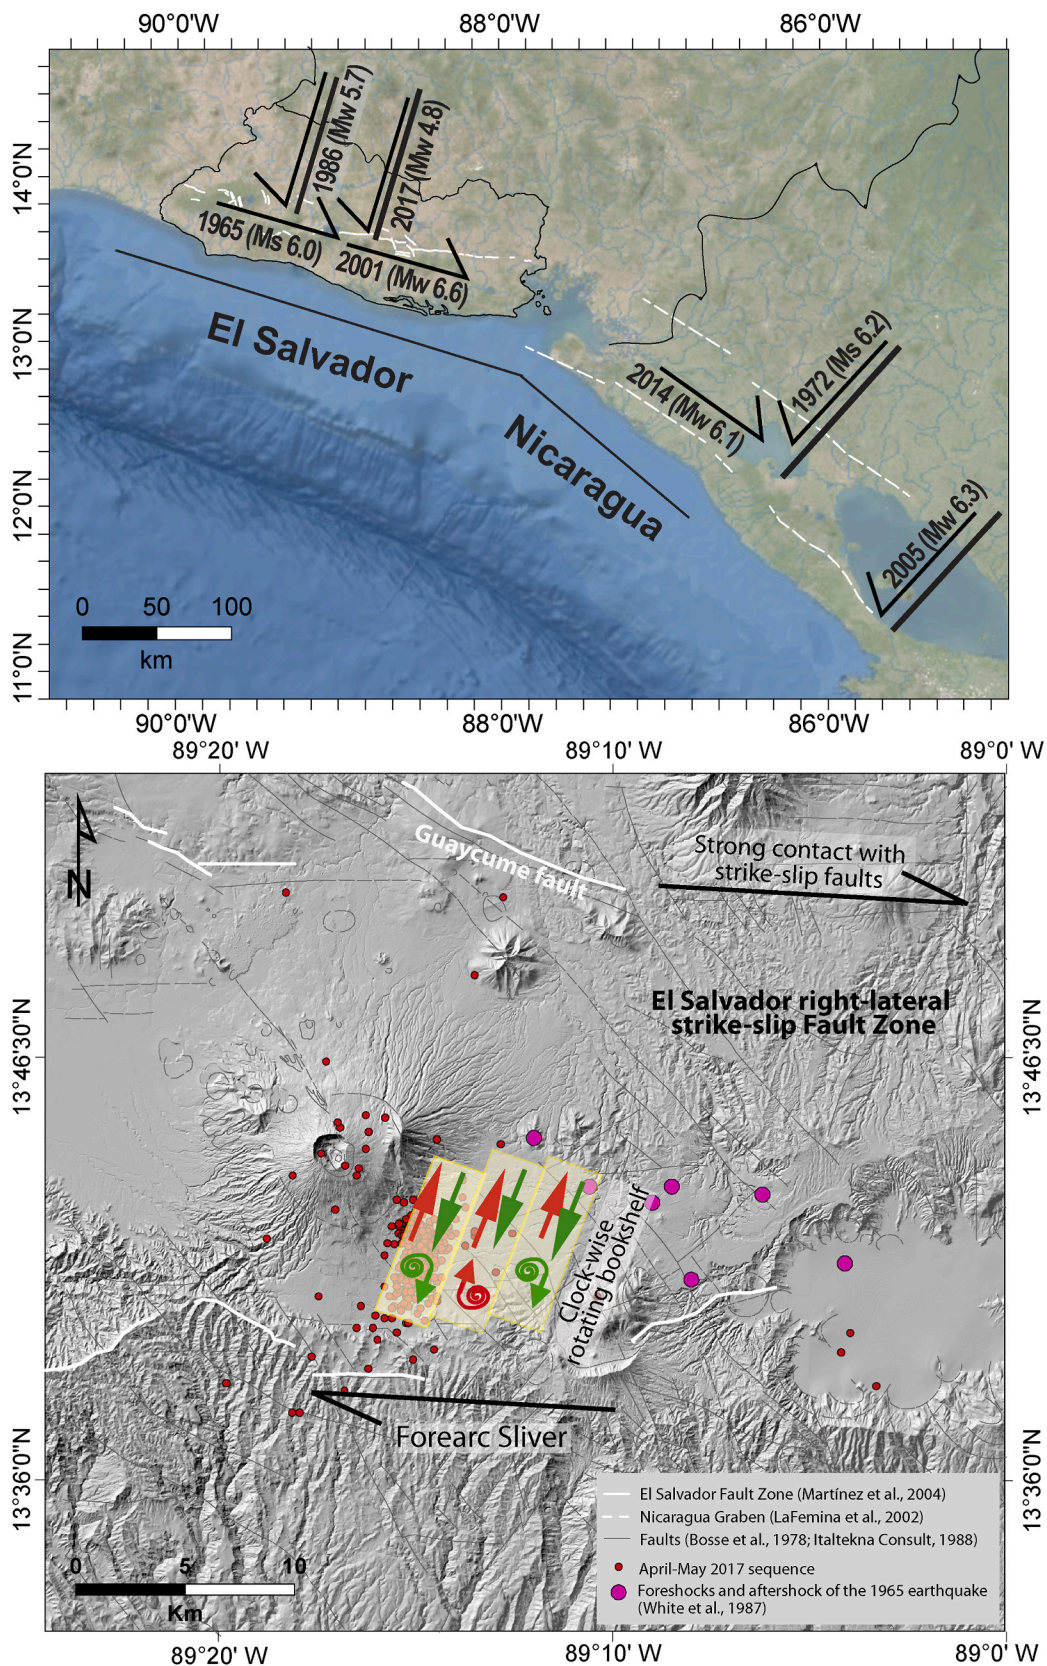 90°0'W 88°0'W 86°0'W
14°0'N
13°0'N
12°0'N
11°0'N
1986 (Mw 5.7)
2017 (Mw 4.8)
1965 (Ms 6.0)
2001 (Mw 6.6)
El Salvador
Nicaragua
2014 (Mw 6.1)
1972 (Ms 6.2)
2005 (Mw 6.3)
0 50 100
km
90°0'W 88°0'W 86°0'W
89°20' W 89°10' W 89°0' W
N
Guaycume fault
Strong contact with
strike-slip faults
El Salvador right-lateral
strike-slip Fault Zone
13°46'30"N 13°46'30"N
Clock-wise
rotating bookshelf
Forearc Sliver
13°36'0"N 13°36'0"N
El Salvador Fault Zone (Martínez et al., 2004)
Nicaragua Graben (LaFemina et al., 2002)
Faults (Bosse et al., 1978; Italtekna Consult, 1988)
April-May 2017 sequence
Foreshocks and aftershock of the 1965 earthquake
(White et al., 1987)
0 5 10
Km
89°20' W 89°10' W 89°0' W